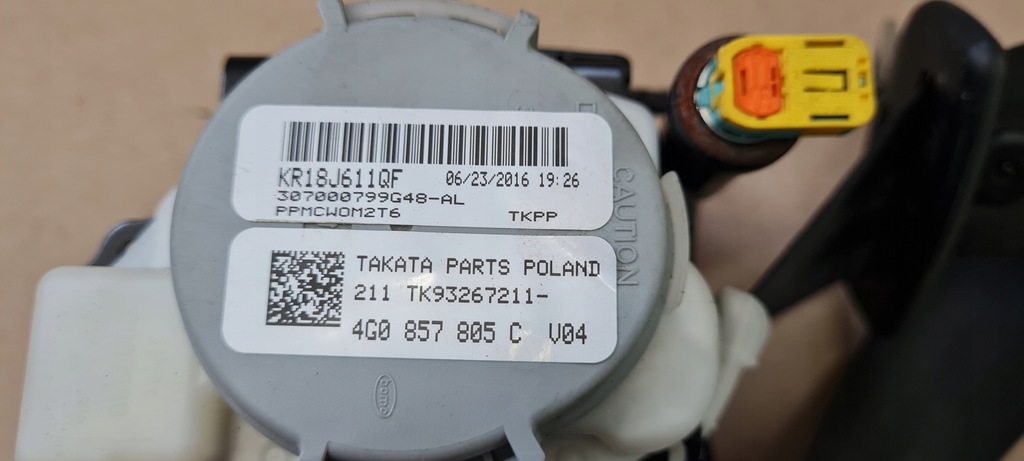 KR18J611QF 06/23/2016 19:26
307000799G48-AL
PPMCWOM2T6 TKPP
CAUTION
TAKATA PARTS POLAND
211 TK93267211-
4G0 857 805 C V04
bomo